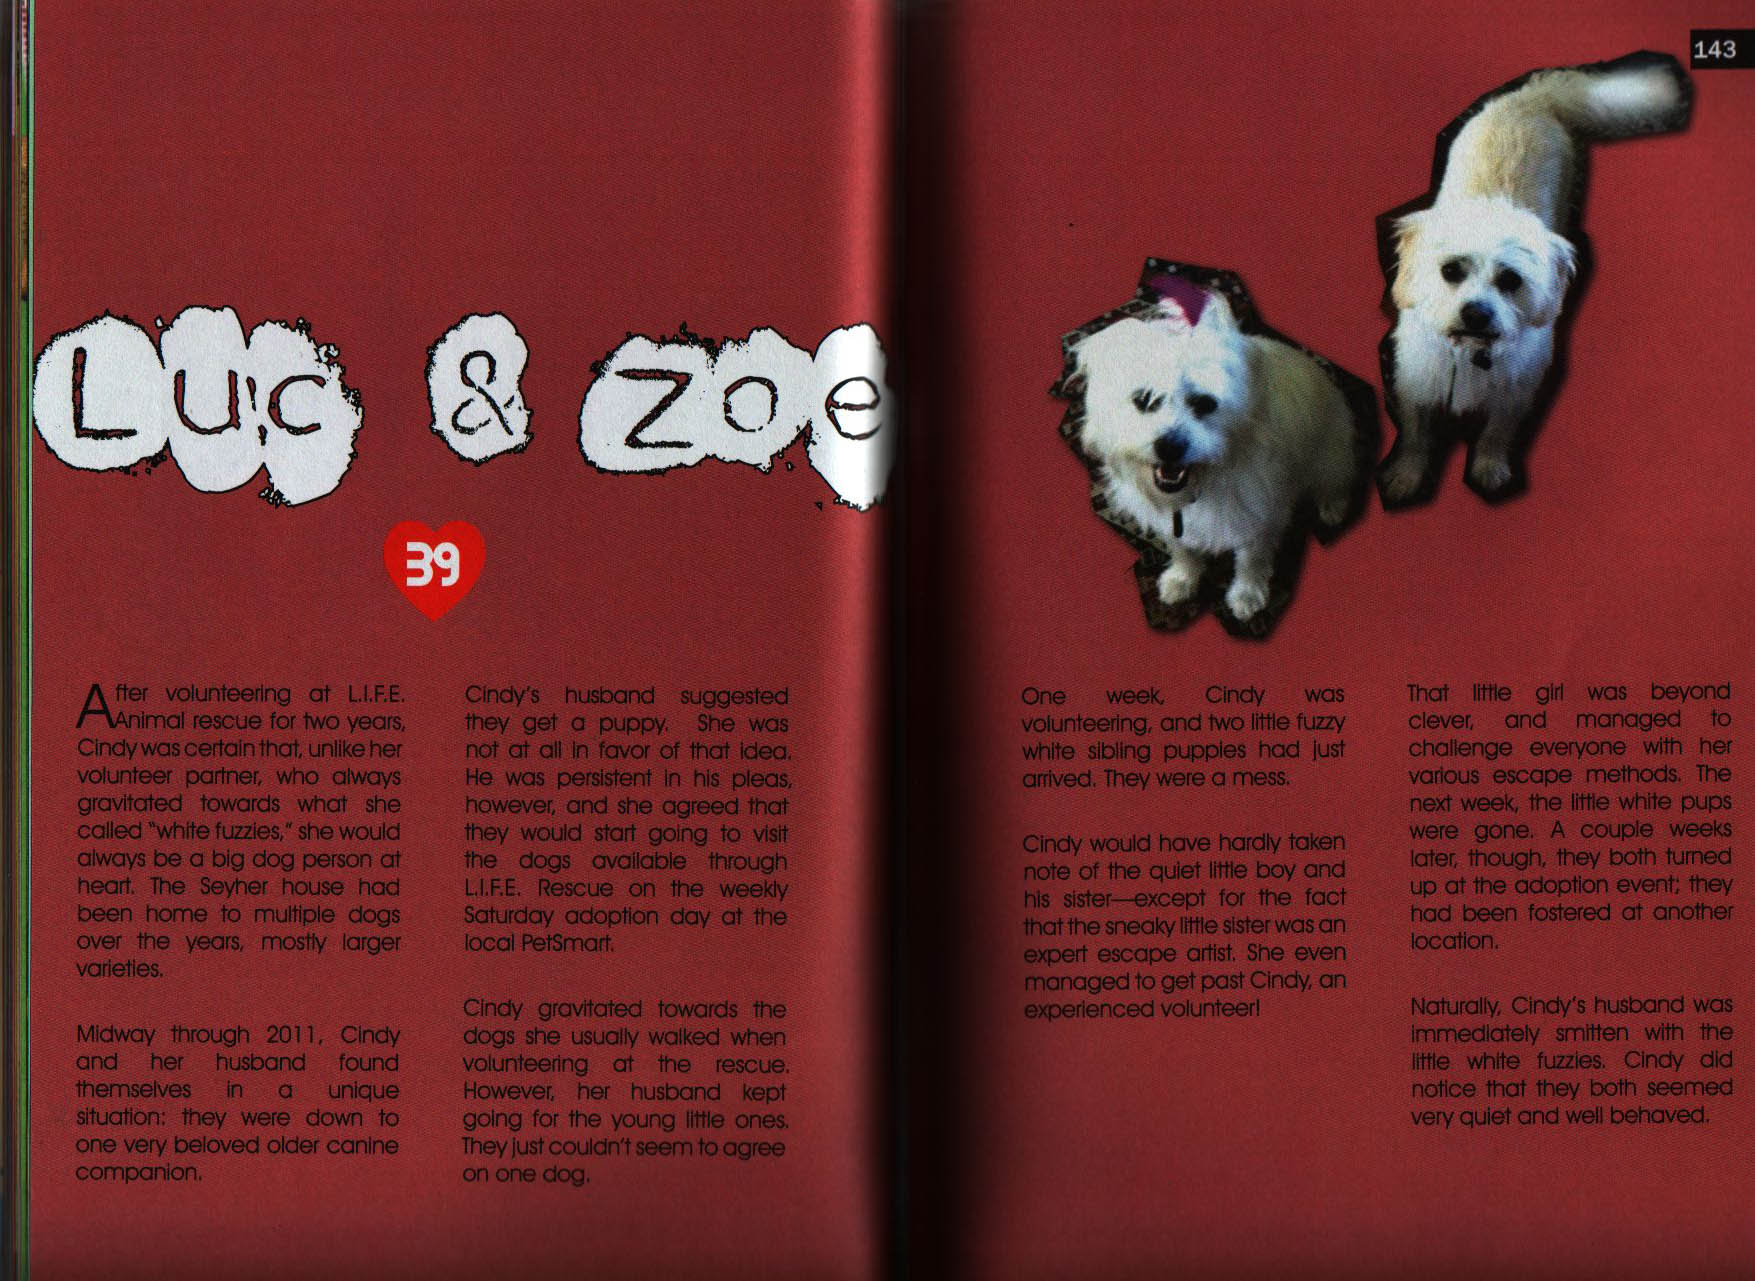 Luc & Zoe
39
After volunteering at L.I.F.E.
Animal rescue for two years,
Cindy was certain that, unlike her
volunteer partner, who always
gravitated towards what she
called “white fuzzies,” she would
always be a big dog person at
heart. The Seyher house had
been home to multiple dogs
over the years, mostly larger
varieties.
Midway through 2011, Cindy
and her husband found
themselves in a unique
situation: they were down to
one very beloved older canine
companion.
Cindy’s husband suggested
they get a puppy. She was
not at all in favor of that idea.
He was persistent in his pleas,
however, and she agreed that
they would start going to visit
the dogs available through
L.I.F.E. Rescue on the weekly
Saturday adoption day at the
local PetSmart.
Cindy gravitated towards the
dogs she usually walked when
volunteering at the rescue.
However, her husband kept
going for the young little ones.
They just couldn’t seem to agree
on one dog.
143
One week, Cindy was
volunteering, and two little fuzzy
white sibling puppies had just
arrived. They were a mess.
Cindy would have hardly taken
note of the quiet little boy and
his sister—except for the fact
that the sneaky little sister was an
expert escape artist. She even
managed to get past Cindy, an
experienced volunteer!
That little girl was beyond
clever, and managed to
challenge everyone with her
various escape methods. The
next week, the little white pups
were gone. A couple weeks
later, though, they both turned
up at the adoption event; they
had been fostered at another
location.
Naturally, Cindy’s husband was
immediately smitten with the
little white fuzzies. Cindy did
notice that they both seemed
very quiet and well behaved.